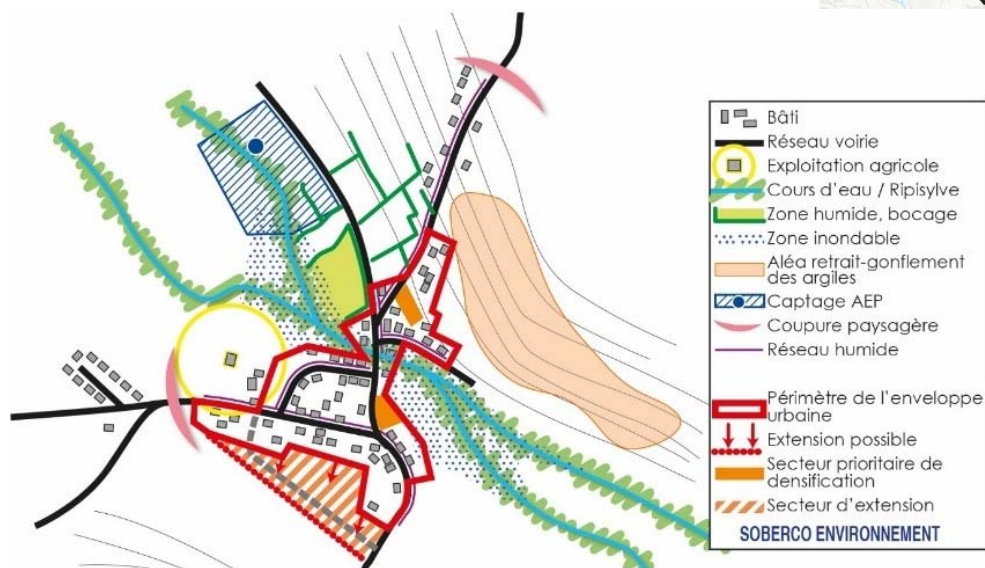 Bâti
Réseau voirie
Exploitation agricole
Cours d'eau / Ripisylve
Zone humide, bocage
Zone inondable
Aléa retrait-gonflement
des argiles
Captage AEP
Coupure paysagère
Réseau humide
Périmètre de l'enveloppe
urbaine
Extension possible
Secteur prioritaire de
densification
Secteur d'extension
SOBERCO ENVIRONNEMENT